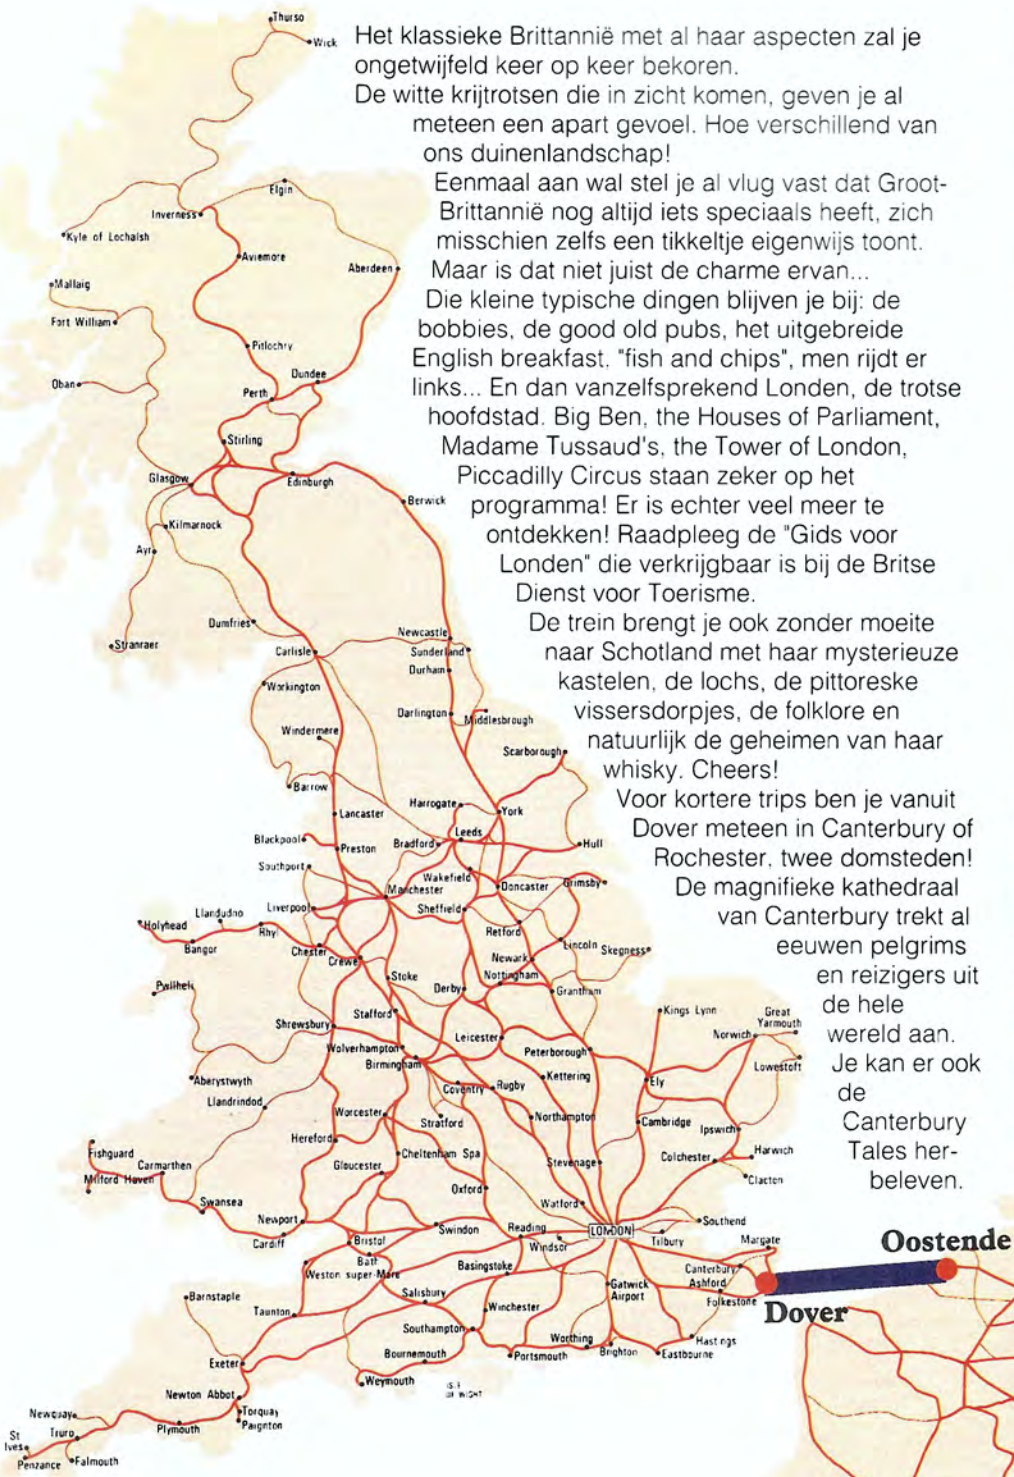 Het klassieke Brittannië met al haar aspecten zal je
ongetwijfeld keer op keer bekoren.
De witte krijtrotsen die in zicht komen, geven je al
meteen een apart gevoel. Hoe verschillend van
ons duinenlandschap!
Eenmaal aan wal stel je al vlug vast dat Groot-
Brittannië nog altijd iets speciaals heeft, zich
misschien zelfs een tikkeltje eigenwijs toont.
Maar is dat niet juist de charme ervan...
Die kleine typische dingen blijven je bij: de
bobbies, de good old pubs, het uitgebreide
English breakfast, "fish and chips", men rijdt er
links... En dan vanzelfsprekend Londen, de trotse
hoofdstad. Big Ben, the Houses of Parliament,
Madame Tussaud's, the Tower of London,
Piccadilly Circus staan zeker op het
programma! Er is echter veel meer te
ontdekken! Raadpleeg de "Gids voor
Londen" die verkrijgbaar is bij de Britse
Dienst voor Toerisme.
De trein brengt je ook zonder moeite
naar Schotland met haar mysterieuze
kastelen, de lochs, de pittoreske
vissersdorpjes, de folklore en
natuurlijk de geheimen van haar
whisky. Cheers!
Voor kortere trips ben je vanuit
Dover meteen in Canterbury of
Rochester, twee domsteden!
De magnifieke kathedraal
van Canterbury trekt al
eeuwen pelgrims
en reizigers uit
de hele
wereld aan.
Je kan er ook
de
Canterbury
Tales her-
beleven.
Thurso
Wick
Elgin
Inverness
Kyle of Lochalsh
Aviemore
Aberdeen
Mallaig
Fort William
Pitlochry
Oban
Dundee
Perth
Stirling
Glasgow
Edinburgh
Berwick
Kilmarnock
Ayr
Dumfries
Stranraer
Carlisle
Newcastle
Sunderland
Durham
Workington
Darlington
Middlesbrough
Windermere
Scarborough
Barrow
Lancaster
Harrogate
York
Blackpool
Preston
Bradford
Leeds
Hull
Southport
Manchester
Wakefield
Doncaster
Grimsby
Liverpool
Sheffield
Holyhead
Llandudno
Rhyl
Bangor
Chester
Crewe
Retford
Lincoln
Skegness
Newark
Stoke
Nottingham
Derby
Grantham
Pwllheli
Stafford
Kings Lynn
Great
Yarmouth
Shrewsbury
Leicester
Norwich
Wolverhampton
Birmingham
Peterborough
Lowestoft
Aberystwyth
Coventry
Rugby
Kettering
Ely
Llandrindod
Worcester
Stratford
Northampton
Cambridge
Ipswich
Hereford
Cheltenham Spa
Harwich
Fishguard
Carmarthen
Milford Haven
Gloucester
Stevenage
Colchester
Clacton
Swansea
Oxford
Watford
Newport
Swindon
Reading
LONDON
Southend
Cardiff
Bristol
Windsor
Tilbury
Margate
Oostende
Bath
Weston super-Mare
Basingstoke
Canterbury
Gatwick
Airport
Ashford
Folkestone
Dover
Barnstaple
Taunton
Salisbury
Winchester
Southampton
Worthing
Hastings
Exeter
Bournemouth
Portsmouth
Brighton
Eastbourne
Weymouth
OF WIGHT
Newton Abbot
Torquay
Paignton
Newquay
Truro
Plymouth
St
Ives
Penzance
Falmouth